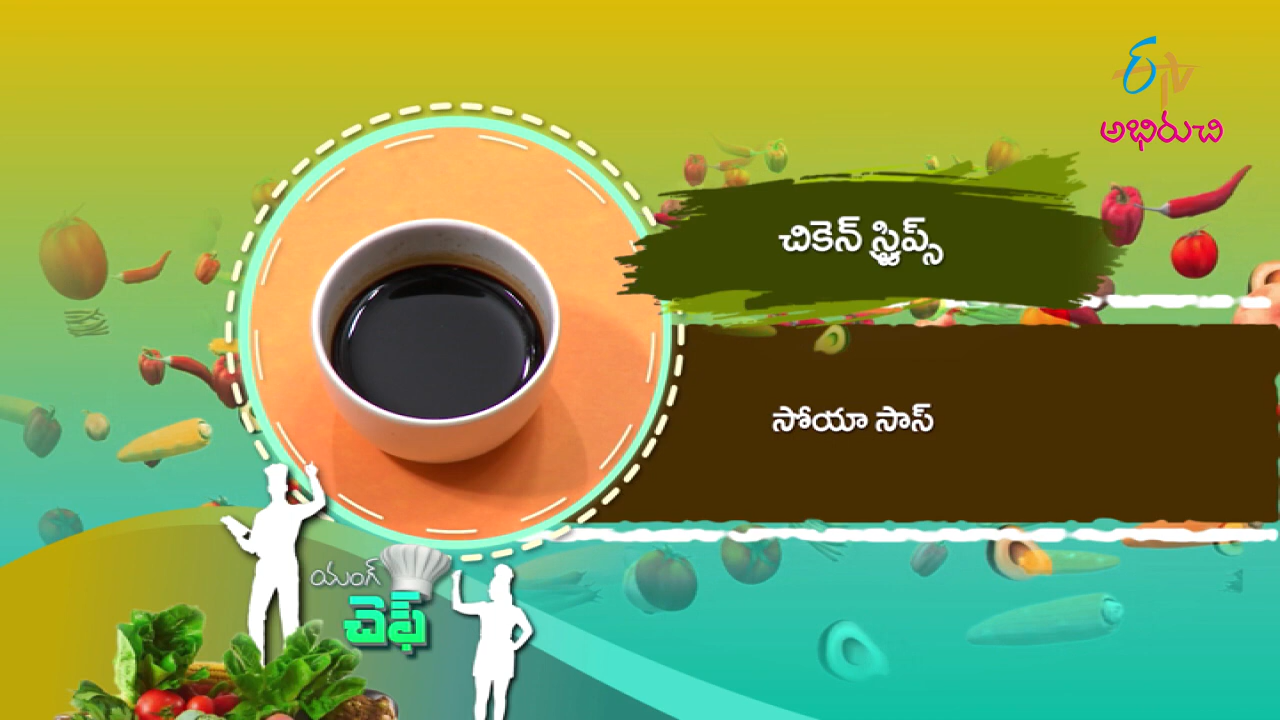 ETV
అభిరుచి
చికెన్ స్ట్రిప్స్
సోయా సాస్
యంగ్
చెఫ్